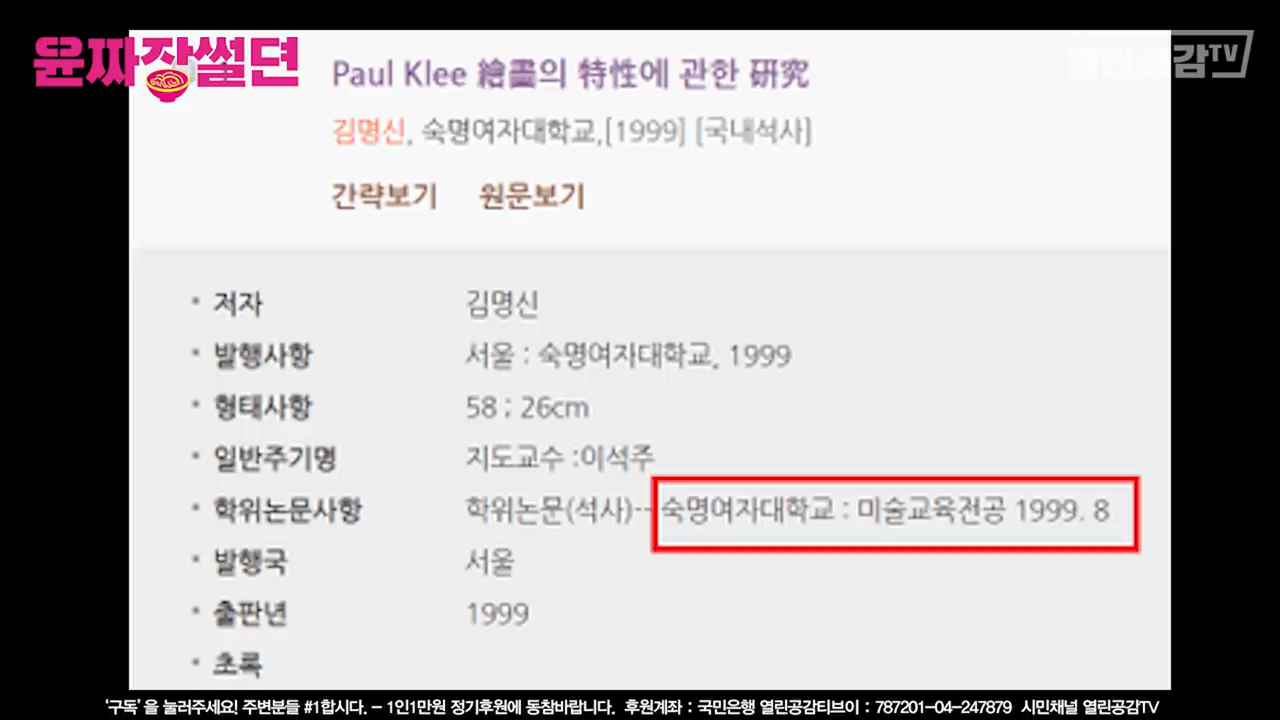 윤짜장썰뎐
열린공감TV
Paul Klee 繪畫의 特性에 관한 硏究
김명신, 숙명여자대학교,[1999] [국내석사]
간략보기 원문보기
• 저자 김명신
• 발행사항 서울 : 숙명여자대학교, 1999
• 형태사항 58 ; 26cm
• 일반주기명 지도교수 :이석주
• 학위논문사항 학위논문(석사)-- 숙명여자대학교 : 미술교육전공 1999. 8
• 발행국 서울
• 출판년 1999
• 초록
‘구독’을 눌러주세요! 주변분들 #1합시다. – 1인1만원 정기후원에 동참바랍니다. 후원계좌 : 국민은행 열린공감티브이 : 787201-04-247879 시민채널 열린공감TV